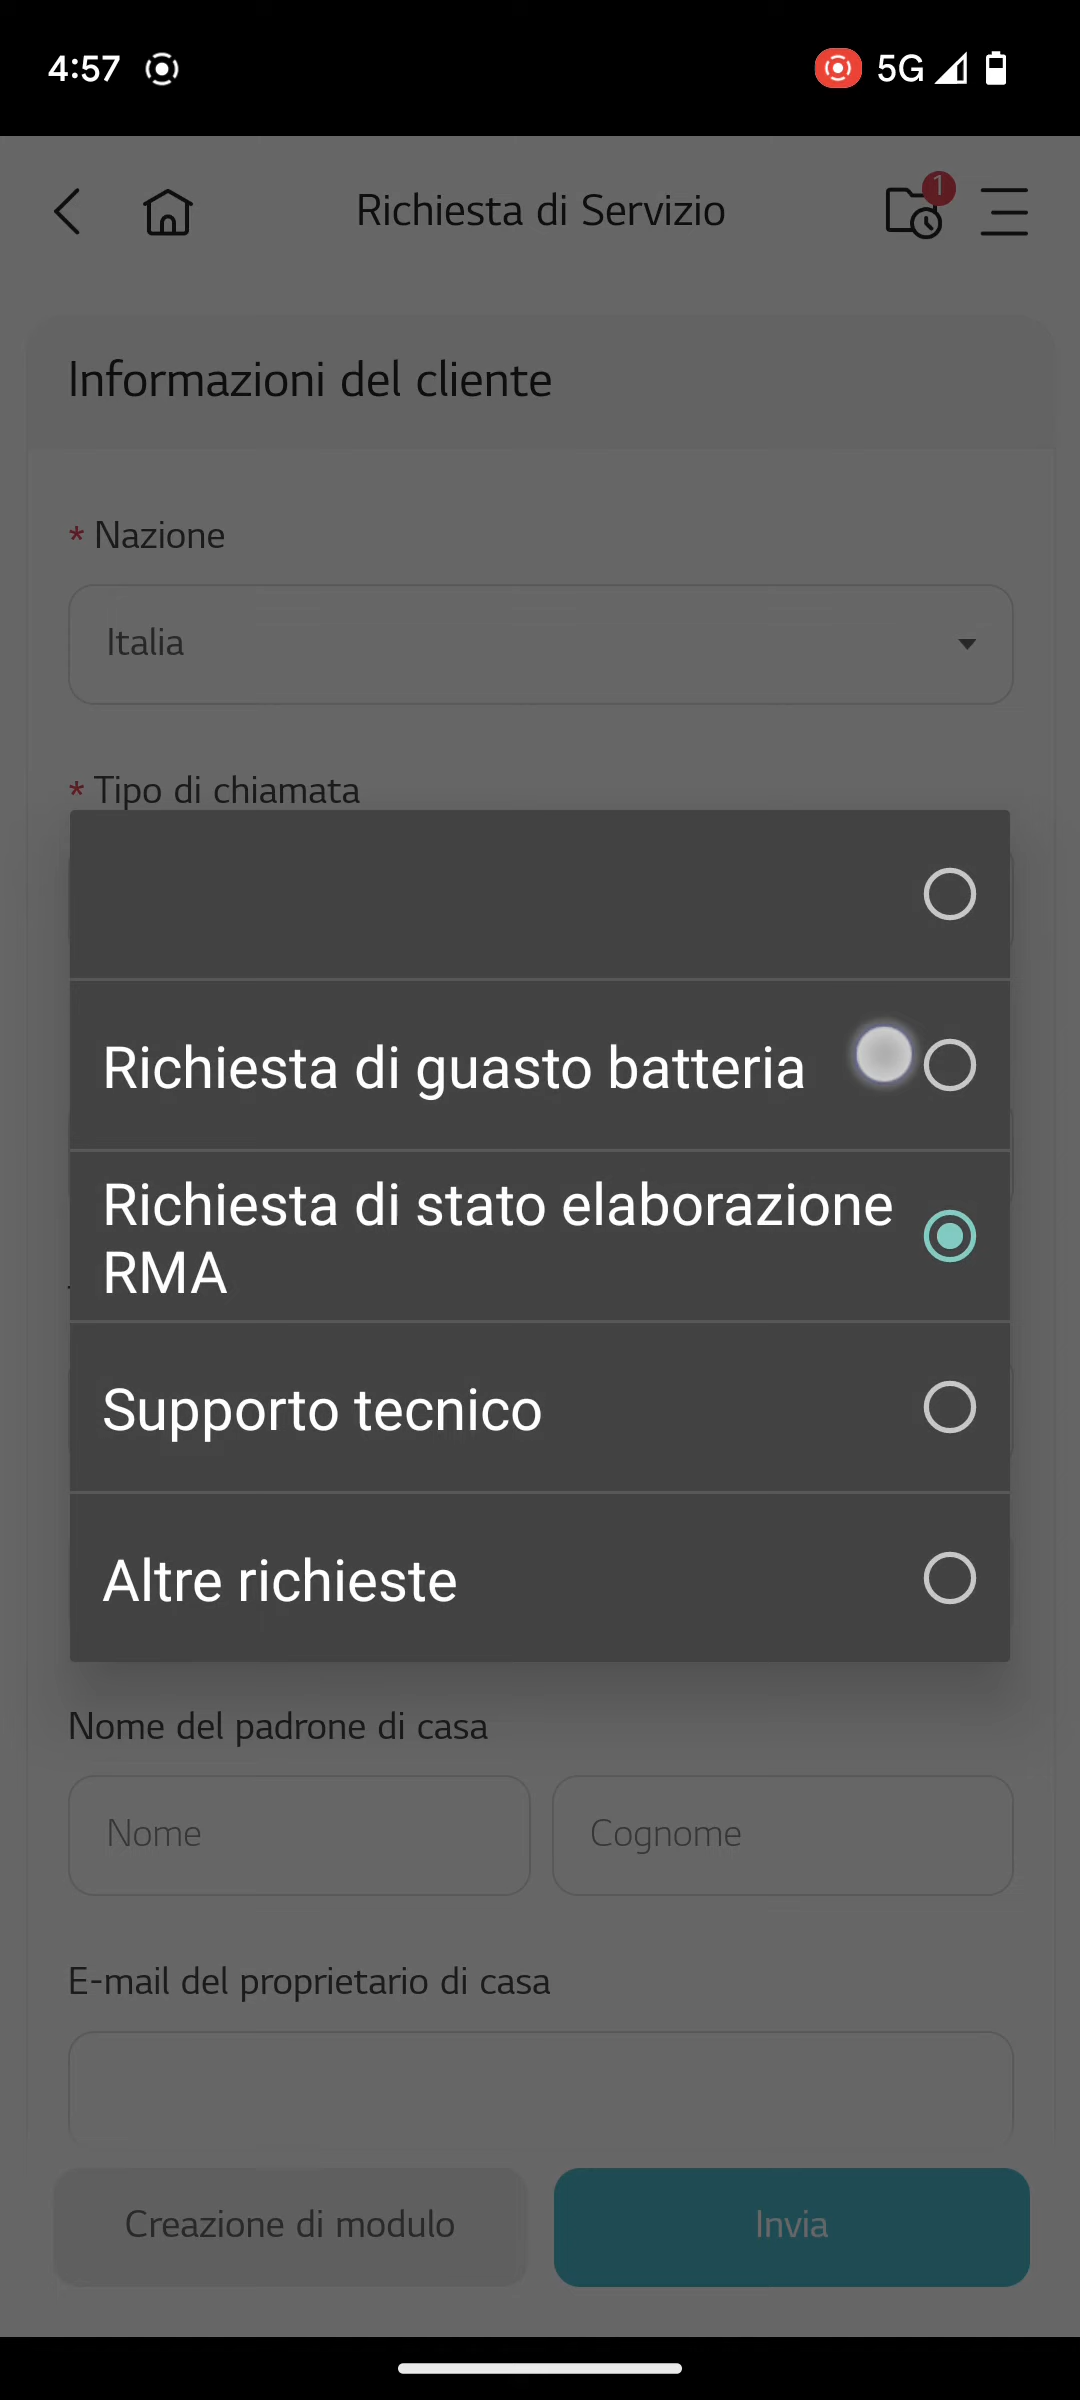 4:57
5G
Richiesta di Servizio
1
Informazioni del cliente
* Nazione
Italia
* Tipo di chiamata
Richiesta di guasto batteria
Richiesta di stato elaborazione
RMA
Supporto tecnico
Altre richieste
Nome del padrone di casa
Nome
Cognome
E-mail del proprietario di casa
Creazione di modulo
Invia